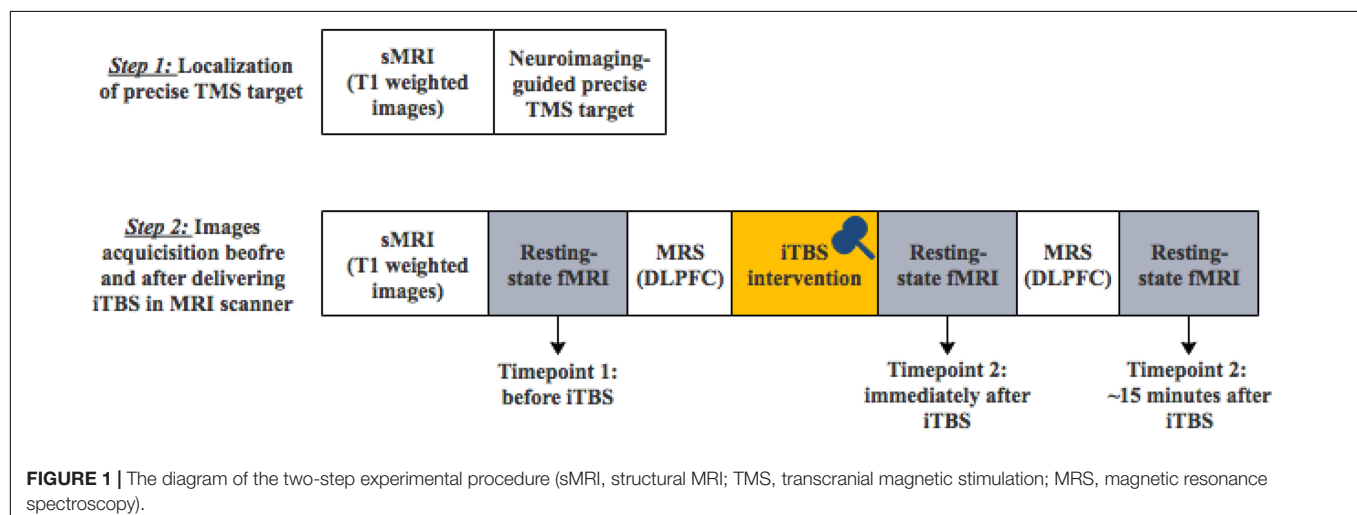 Step 1: Localization
of precise TMS target
sMRI
(T1 weighted
images)
Neuroimaging-
guided precise
TMS target
Step 2: Images
acquicisition beofre
and after delivering
iTBS in MRI scanner
sMRI
(T1 weighted
images)
Resting-
state fMRI
MRS
(DLPFC)
iTBS
intervention
Resting-
state fMRI
MRS
(DLPFC)
Resting-
state fMRI
Timepoint 1:
before iTBS
Timepoint 2:
immediately after
iTBS
Timepoint 2:
~15 minutes after
iTBS
FIGURE 1 | The diagram of the two-step experimental procedure (sMRI, structural MRI; TMS, transcranial magnetic stimulation; MRS, magnetic resonance
spectroscopy).